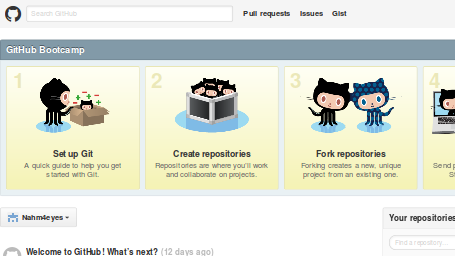 Search GitHub
Pull requests Issues Gist
GitHub Bootcamp
1 2 3 4
Set up Git
A quick guide to help you get
started with Git.
Create repositories
Repositories are where you'll work
and collaborate on projects.
Fork repositories
Forking creates a new, unique
project from an existing one.
Send p
Nahm4eyes
Your repositories
Find a repository...
Welcome to GitHub! What's next? (12 days ago)